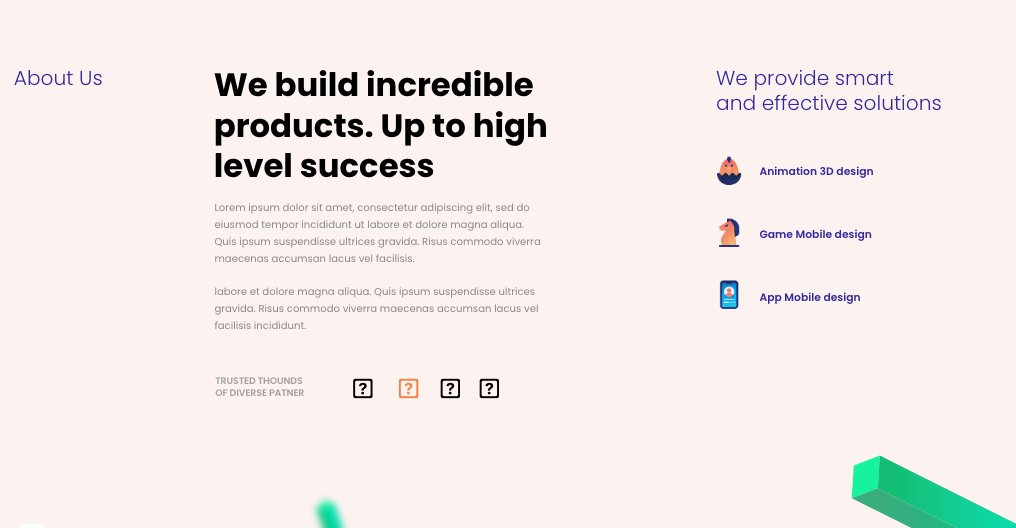 About Us
We build incredible
products. Up to high
level success
Lorem ipsum dolor sit amet, consectetur adipiscing elit, sed do
eiusmod tempor incididunt ut labore et dolore magna aliqua.
Quis ipsum suspendisse ultrices gravida. Risus commodo viverra
maecenas accumsan lacus vel facilisis.
labore et dolore magna aliqua. Quis ipsum suspendisse ultrices
gravida. Risus commodo viverra maecenas accumsan lacus vel
facilisis incididunt.
TRUSTED THOUNDS
OF DIVERSE PATNER
? ? ? ?
We provide smart
and effective solutions
Animation 3D design
Game Mobile design
App Mobile design